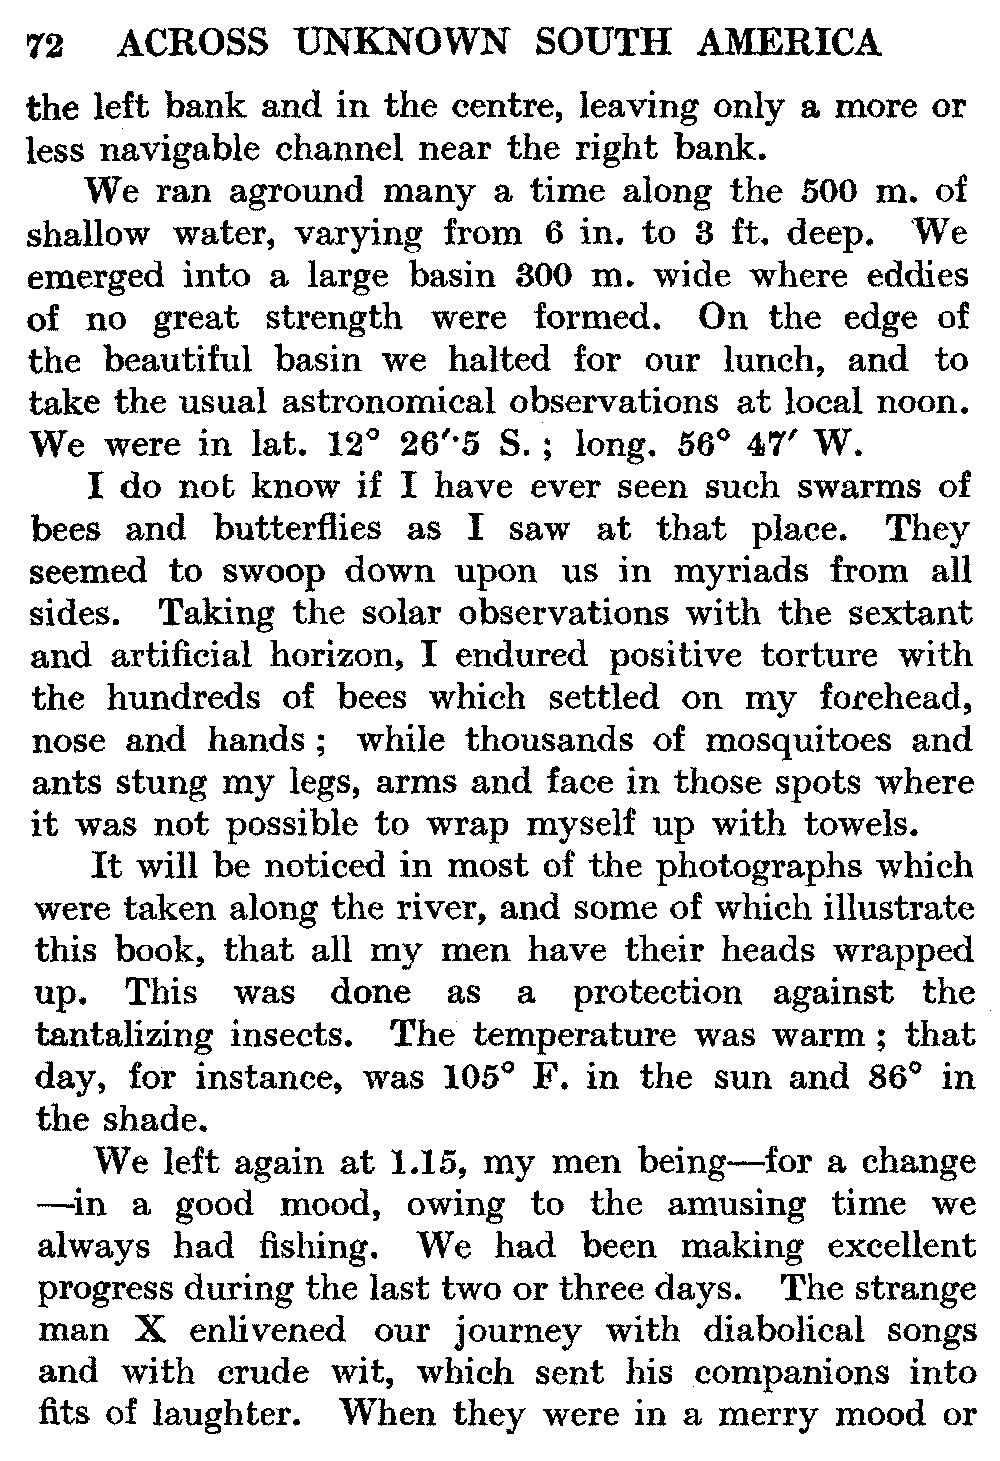 72 ACROSS UNKNOWN SOUTH AMERICA
the left bank and in the centre, leaving only a more or
less navigable channel near the right bank.
We ran aground many a time along the 500 m. of
shallow water, varying from 6 in. to 3 ft. deep. We
emerged into a large basin 300 m. wide where eddies
of no great strength were formed. On the edge of
the beautiful basin we halted for our lunch, and to
take the usual astronomical observations at local noon.
We were in lat. 12° 26′·5 S. ; long. 56° 47′ W.
I do not know if I have ever seen such swarms of
bees and butterflies as I saw at that place. They
seemed to swoop down upon us in myriads from all
sides. Taking the solar observations with the sextant
and artificial horizon, I endured positive torture with
the hundreds of bees which settled on my forehead,
nose and hands ; while thousands of mosquitoes and
ants stung my legs, arms and face in those spots where
it was not possible to wrap myself up with towels.
It will be noticed in most of the photographs which
were taken along the river, and some of which illustrate
this book, that all my men have their heads wrapped
up. This was done as a protection against the
tantalizing insects. The temperature was warm ; that
day, for instance, was 105° F. in the sun and 86° in
the shade.
We left again at 1.15, my men being—for a change
—in a good mood, owing to the amusing time we
always had fishing. We had been making excellent
progress during the last two or three days. The strange
man X enlivened our journey with diabolical songs
and with crude wit, which sent his companions into
fits of laughter. When they were in a merry mood or